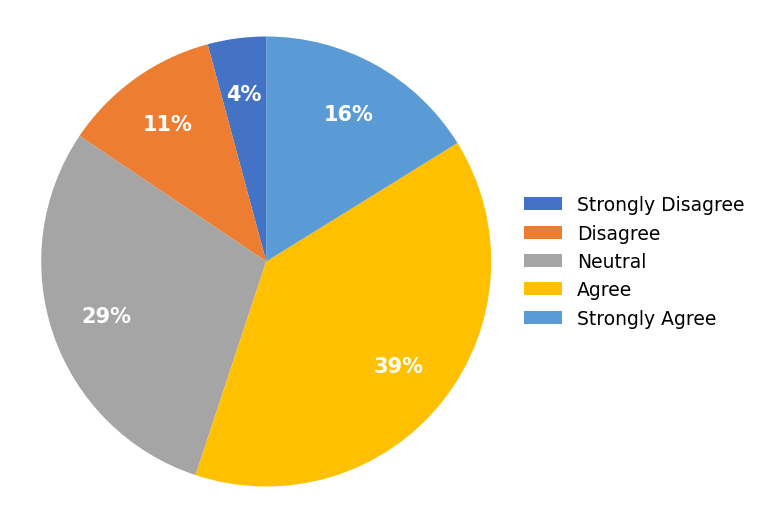 4%
16%
11%
29%
39%
Strongly Disagree
Disagree
Neutral
Agree
Strongly Agree